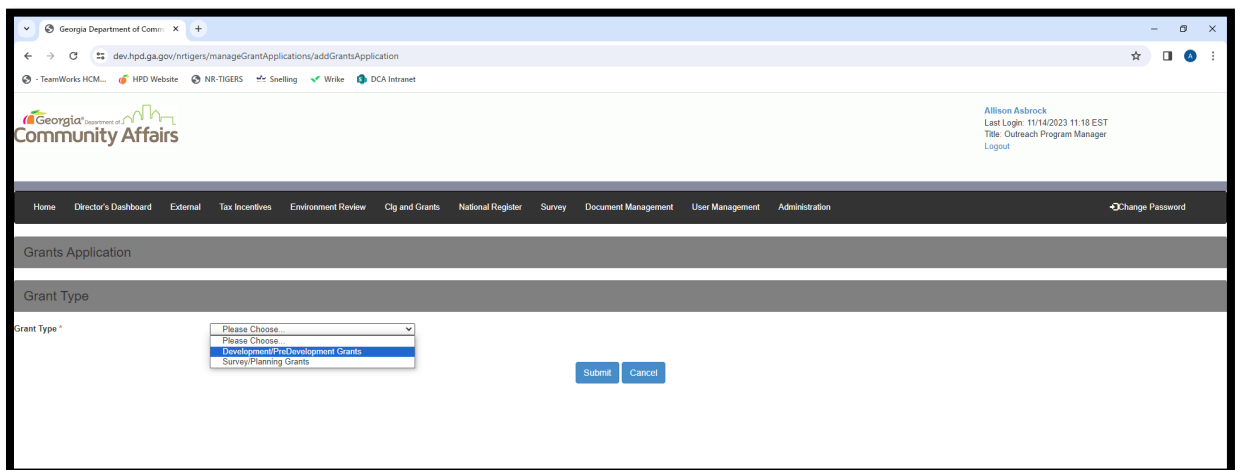 Georgia Department of Comm
dev.hpd.ga.gov/nrtigers/manageGrantApplications/addGrantsApplication
- TeamWorks HCM... HPD Website NR-TIGERS Snelling Wrike DCA Intranet
Georgia® Department of
Community Affairs
Allison Asbrock
Last Login: 11/14/2023 11:18 EST
Title: Outreach Program Manager
Logout
Home Director's Dashboard External Tax Incentives Environment Review Clg and Grants National Register Survey Document Management User Management Administration Change Password
Grants Application
Grant Type
Grant Type * Please Choose...
Please Choose...
Development/PreDevelopment Grants
Survey/Planning Grants
Submit Cancel